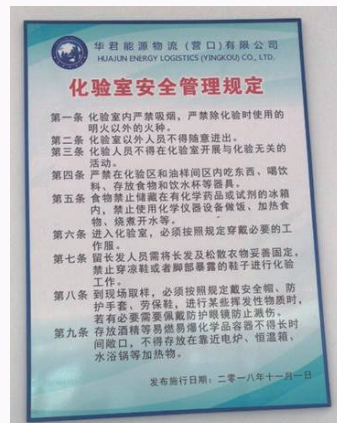 华君能源物流（营口）有限公司
HUAJUN ENERGY LOGISTICS (YINGKOU) CO., LTD.
化验室安全管理规定
第一条 化验室内严禁吸烟，严禁除化验时使用的
明火以外的火种。
第二条 化验室以外人员不得随意进出。
第三条 化验人员不得在化验室开展与化验无关的
活动。
第四条 严禁在化验区和油样间区内吃东西、喝饮
料、存放食物和饮水杯等器具。
第五条 食物禁止储藏在有化学药品或试剂的冰箱
内，禁止使用化学仪器设备做饭、加热食
物、烧煮开水等。
第六条 进入化验室，必须按照规定穿戴必要的工
作服。
第七条 留长发人员需将长发及松散衣物妥善固定，
禁止穿凉鞋或者脚部暴露的鞋子进行化验
工作。
第八条 到现场取样，必须按照规定戴安全帽、防
护手套、劳保鞋，进行某些挥发性物质时，
若有必要需要佩戴防护眼镜防止溅伤。
第九条 存放酒精等易燃易爆化学品容器不得长时
间敞口，不得存放在靠近电炉、恒温箱、
水浴锅等加热物。
发布施行日期：二零一八年十一月一日